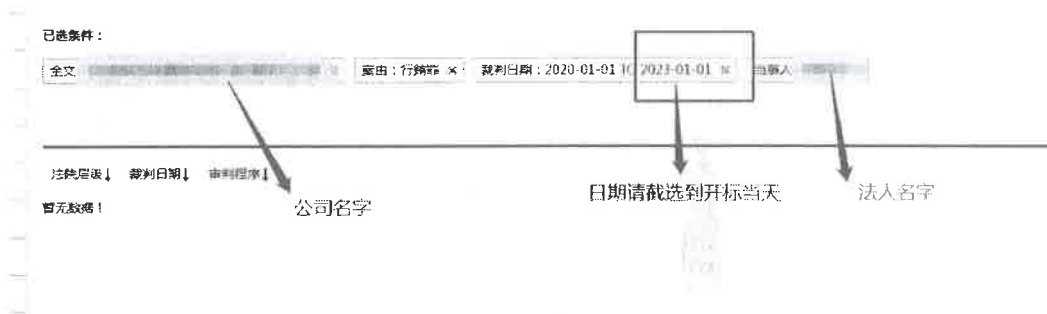 已选条件：
全文 案由：行贿罪 × 裁判日期：2020-01-01 TO 2023-01-01 × 当事人
法院层级↓ 裁判日期↓ 审判程序↓
暂无数据！
公司名字
日期请截选到开标当天
法人名字